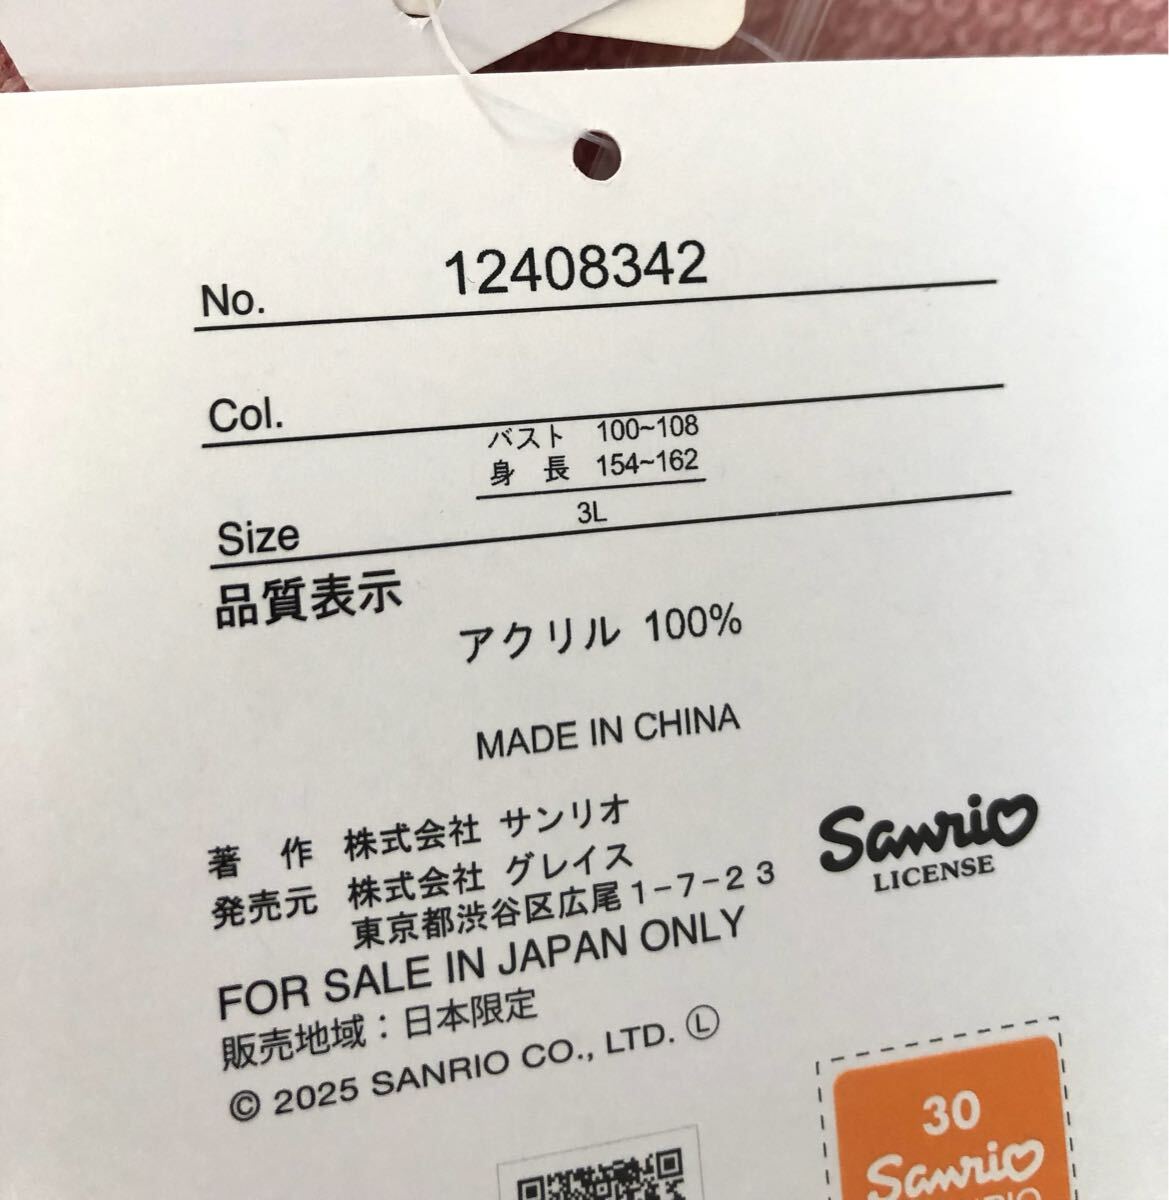 No. 12408342
Col.
バスト 100~108
身 長 154~162
Size 3L
品質表示
アクリル 100%
MADE IN CHINA
著 作 株式会社 サンリオ
発売元 株式会社 グレイス
東京都渋谷区広尾1-7-23
Sanrio
LICENSE
FOR SALE IN JAPAN ONLY
販売地域：日本限定
© 2025 SANRIO CO., LTD. Ⓛ
30
Sanrio